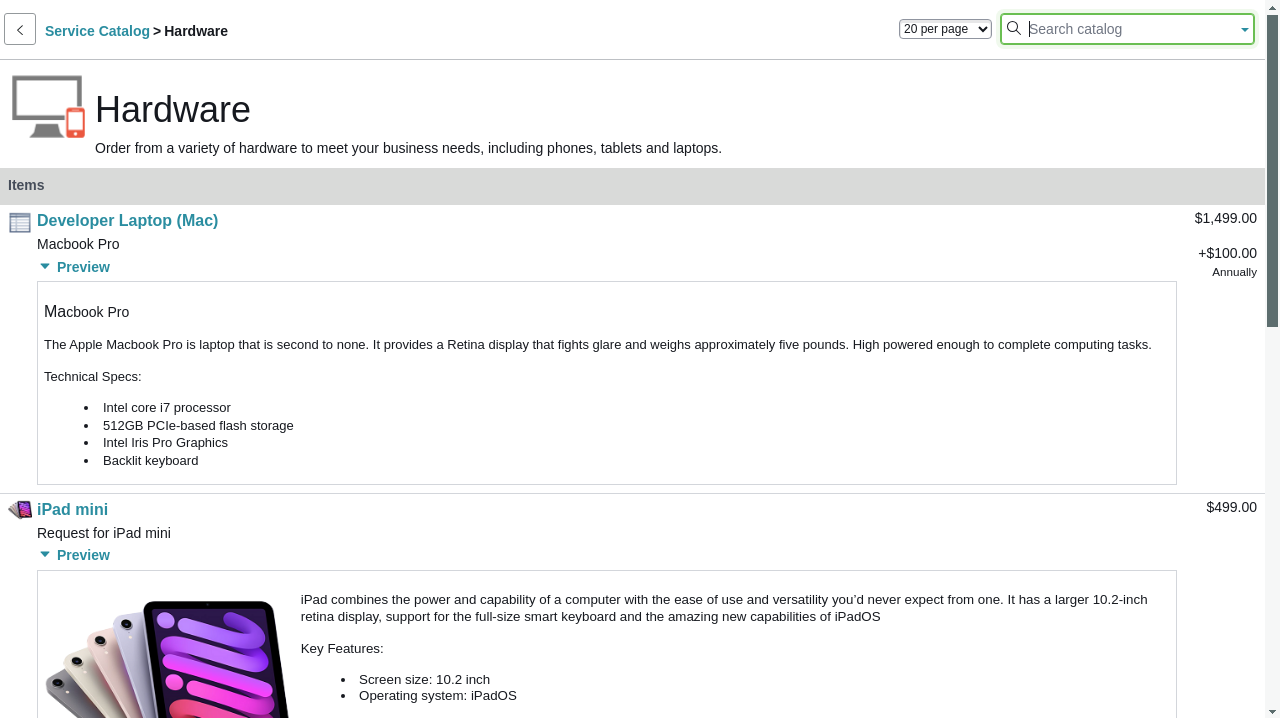 Service Catalog > Hardware
20 per page
Search catalog
Hardware
Order from a variety of hardware to meet your business needs, including phones, tablets and laptops.
Items
Developer Laptop (Mac)
$1,499.00
Macbook Pro
+$100.00
Preview
Annually
Macbook Pro
The Apple Macbook Pro is laptop that is second to none. It provides a Retina display that fights glare and weighs approximately five pounds. High powered enough to complete computing tasks.
Technical Specs:
Intel core i7 processor
512GB PCIe-based flash storage
Intel Iris Pro Graphics
Backlit keyboard
iPad mini
$499.00
Request for iPad mini
Preview
iPad combines the power and capability of a computer with the ease of use and versatility you’d never expect from one. It has a larger 10.2-inch
retina display, support for the full-size smart keyboard and the amazing new capabilities of iPadOS
Key Features:
Screen size: 10.2 inch
Operating system: iPadOS